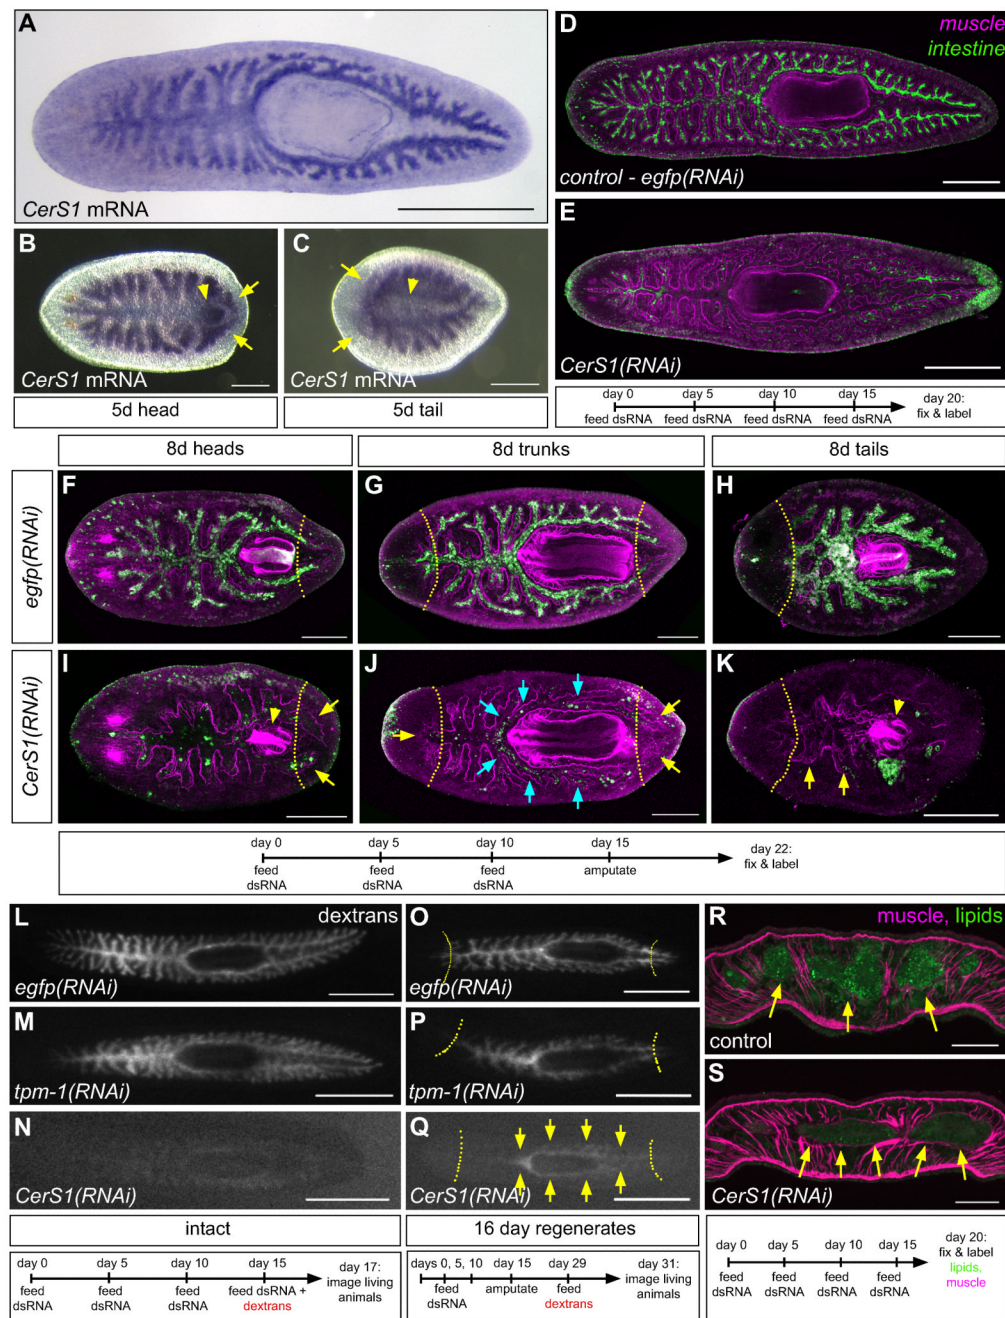 A
CerS1 mRNA
B
CerS1 mRNA
5d head
C
CerS1 mRNA
5d tail
D
muscle
intestine
control - egfp(RNAi)
E
CerS1(RNAi)
day 0
feed dsRNA
day 5
feed dsRNA
day 10
feed dsRNA
day 15
feed dsRNA
day 20:
fix & label
8d heads
8d trunks
8d tails
egfp(RNAi)
F
G
H
CerS1(RNAi)
I
J
K
day 0
feed
dsRNA
day 5
feed
dsRNA
day 10
feed
dsRNA
day 15
amputate
day 22:
fix & label
L
dextrans
egfp(RNAi)
M
tpm-1(RNAi)
N
CerS1(RNAi)
intact
day 0
feed
dsRNA
day 5
feed
dsRNA
day 10
feed
dsRNA
day 15
feed dsRNA +
dextrans
day 17:
image living
animals
O
egfp(RNAi)
P
tpm-1(RNAi)
Q
CerS1(RNAi)
16 day regenerates
days 0, 5, 10
feed
dsRNA
day 15
amputate
day 29
feed
dextrans
day 31:
image living
animals
R
muscle, lipids
control
S
CerS1(RNAi)
day 0
feed
dsRNA
day 5
feed
dsRNA
day 10
feed
dsRNA
day 15
feed
dsRNA
day 20:
fix & label
lipids,
muscle